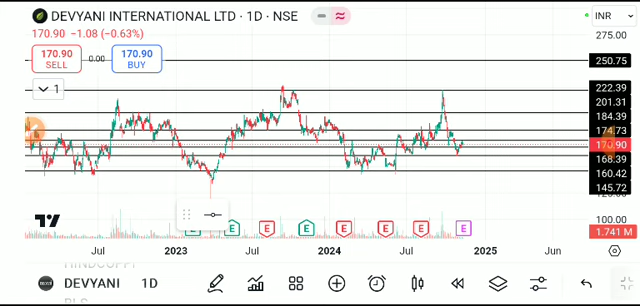 DEVYANI INTERNATIONAL LTD · 1D · NSE
INR
170.90 −1.08 (−0.63%)
275.00
170.90
SELL
0.00
170.90
BUY
250.75
1
222.39
201.31
184.39
174.73
170.90
168.39
160.42
145.72
E E E E E E E E
100.00
1.741 M
Jul 2023 Jul 2024 Jul 2025 Jun
DEVYANI 1D